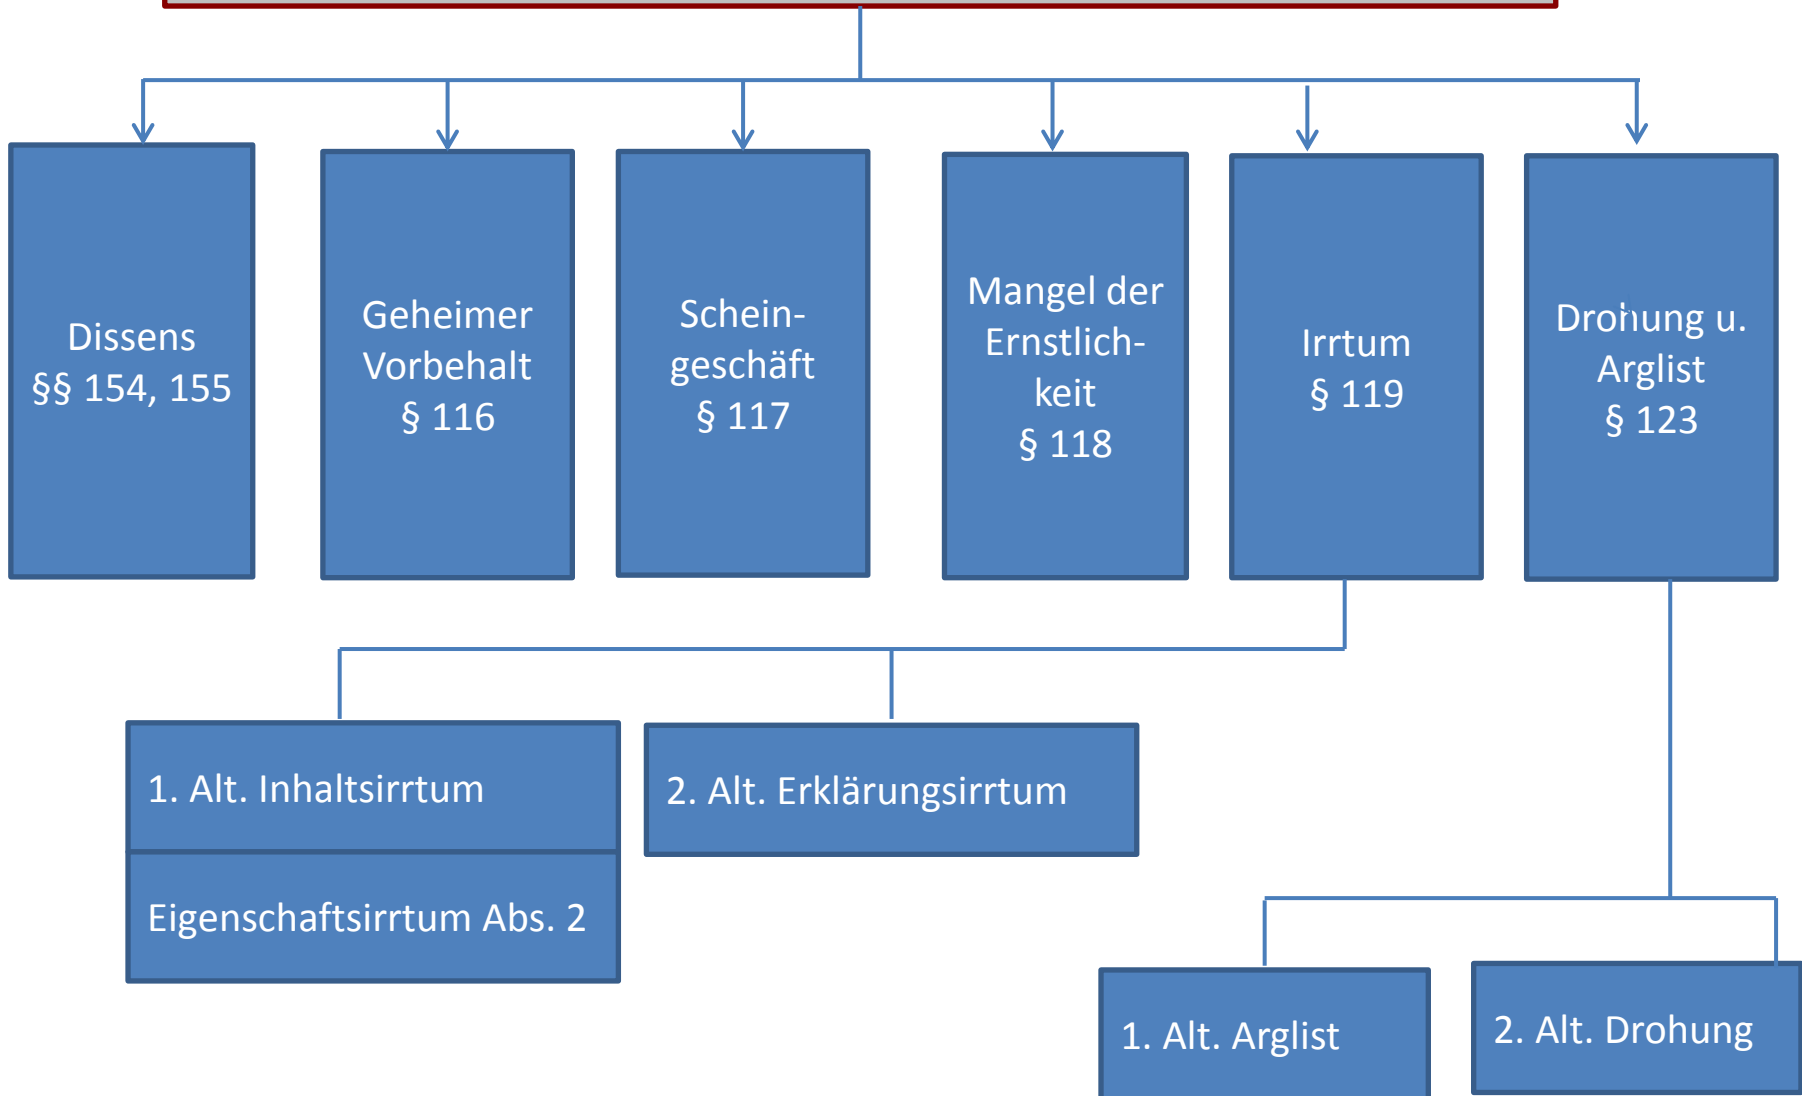 Dissens
§§ 154, 155
Geheimer
Vorbehalt
§ 116
Schein-
geschäft
§ 117
Mangel der
Ernstlich-
keit
§ 118
Irrtum
§ 119
Drohung u.
Arglist
§ 123
1. Alt. Inhaltsirrtum
Eigenschaftsirrtum Abs. 2
2. Alt. Erklärungsirrtum
1. Alt. Arglist
2. Alt. Drohung